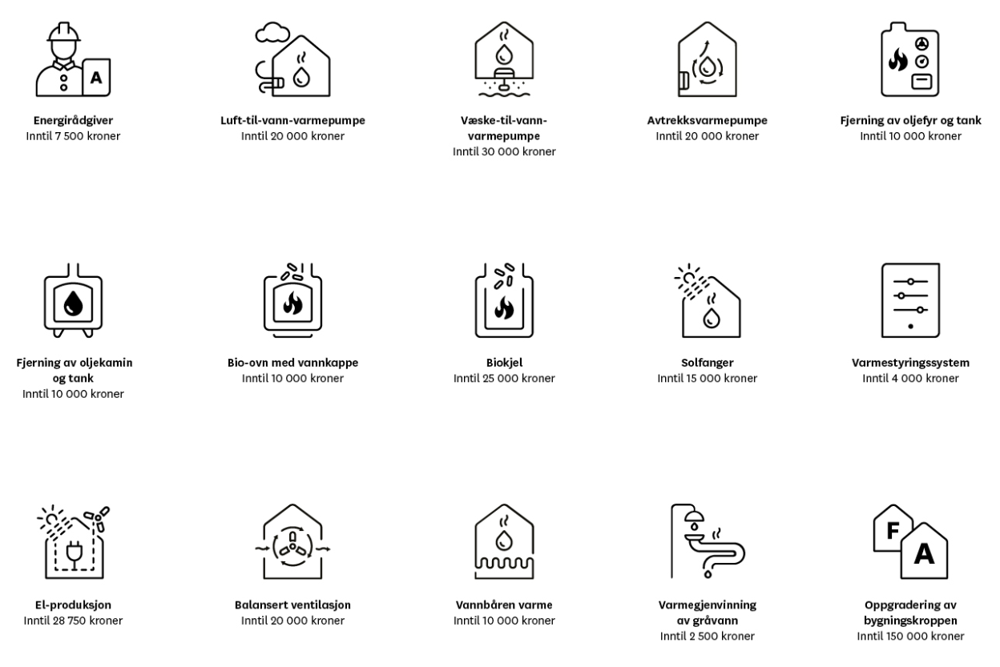 A
Energirådgiver
Inntil 7 500 kroner
Luft-til-vann-varmepumpe
Inntil 20 000 kroner
Væske-til-vann-
varmepumpe
Inntil 30 000 kroner
Avtrekksvarmepumpe
Inntil 20 000 kroner
Fjerning av oljefyr og tank
Inntil 10 000 kroner
Fjerning av oljekamin
og tank
Inntil 10 000 kroner
Bio-ovn med vannkappe
Inntil 10 000 kroner
Biokjel
Inntil 25 000 kroner
Solfanger
Inntil 15 000 kroner
Varmestyringssystem
Inntil 4 000 kroner
El-produksjon
Inntil 28 750 kroner
Balansert ventilasjon
Inntil 20 000 kroner
Vannbåren varme
Inntil 10 000 kroner
Varmegjenvinning
av gråvann
Inntil 2 500 kroner
F
A
Oppgradering av
bygningskroppen
Inntil 150 000 kroner